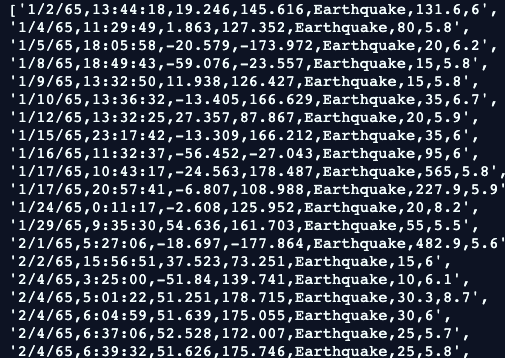 ['1/2/65,13:44:18,19.246,145.616,Earthquake,131.6,6',
'1/4/65,11:29:49,1.863,127.352,Earthquake,80,5.8',
'1/5/65,18:05:58,-20.579,-173.972,Earthquake,20,6.2',
'1/8/65,18:49:43,-59.076,-23.557,Earthquake,15,5.8',
'1/9/65,13:32:50,11.938,126.427,Earthquake,15,5.8',
'1/10/65,13:36:32,-13.405,166.629,Earthquake,35,6.7',
'1/12/65,13:32:25,27.357,87.867,Earthquake,20,5.9',
'1/15/65,23:17:42,-13.309,166.212,Earthquake,35,6',
'1/16/65,11:32:37,-56.452,-27.043,Earthquake,95,6',
'1/17/65,10:43:17,-24.563,178.487,Earthquake,565,5.8',
'1/17/65,20:57:41,-6.807,108.988,Earthquake,227.9,5.9'
'1/24/65,0:11:17,-2.608,125.952,Earthquake,20,8.2',
'1/29/65,9:35:30,54.636,161.703,Earthquake,55,5.5',
'2/1/65,5:27:06,-18.697,-177.864,Earthquake,482.9,5.6'
'2/2/65,15:56:51,37.523,73.251,Earthquake,15,6',
'2/4/65,3:25:00,-51.84,139.741,Earthquake,10,6.1',
'2/4/65,5:01:22,51.251,178.715,Earthquake,30.3,8.7',
'2/4/65,6:04:59,51.639,175.055,Earthquake,30,6',
'2/4/65,6:37:06,52.528,172.007,Earthquake,25,5.7',
'2/4/65,6:39:32,51.626,175.746,Earthquake,25,5.8',